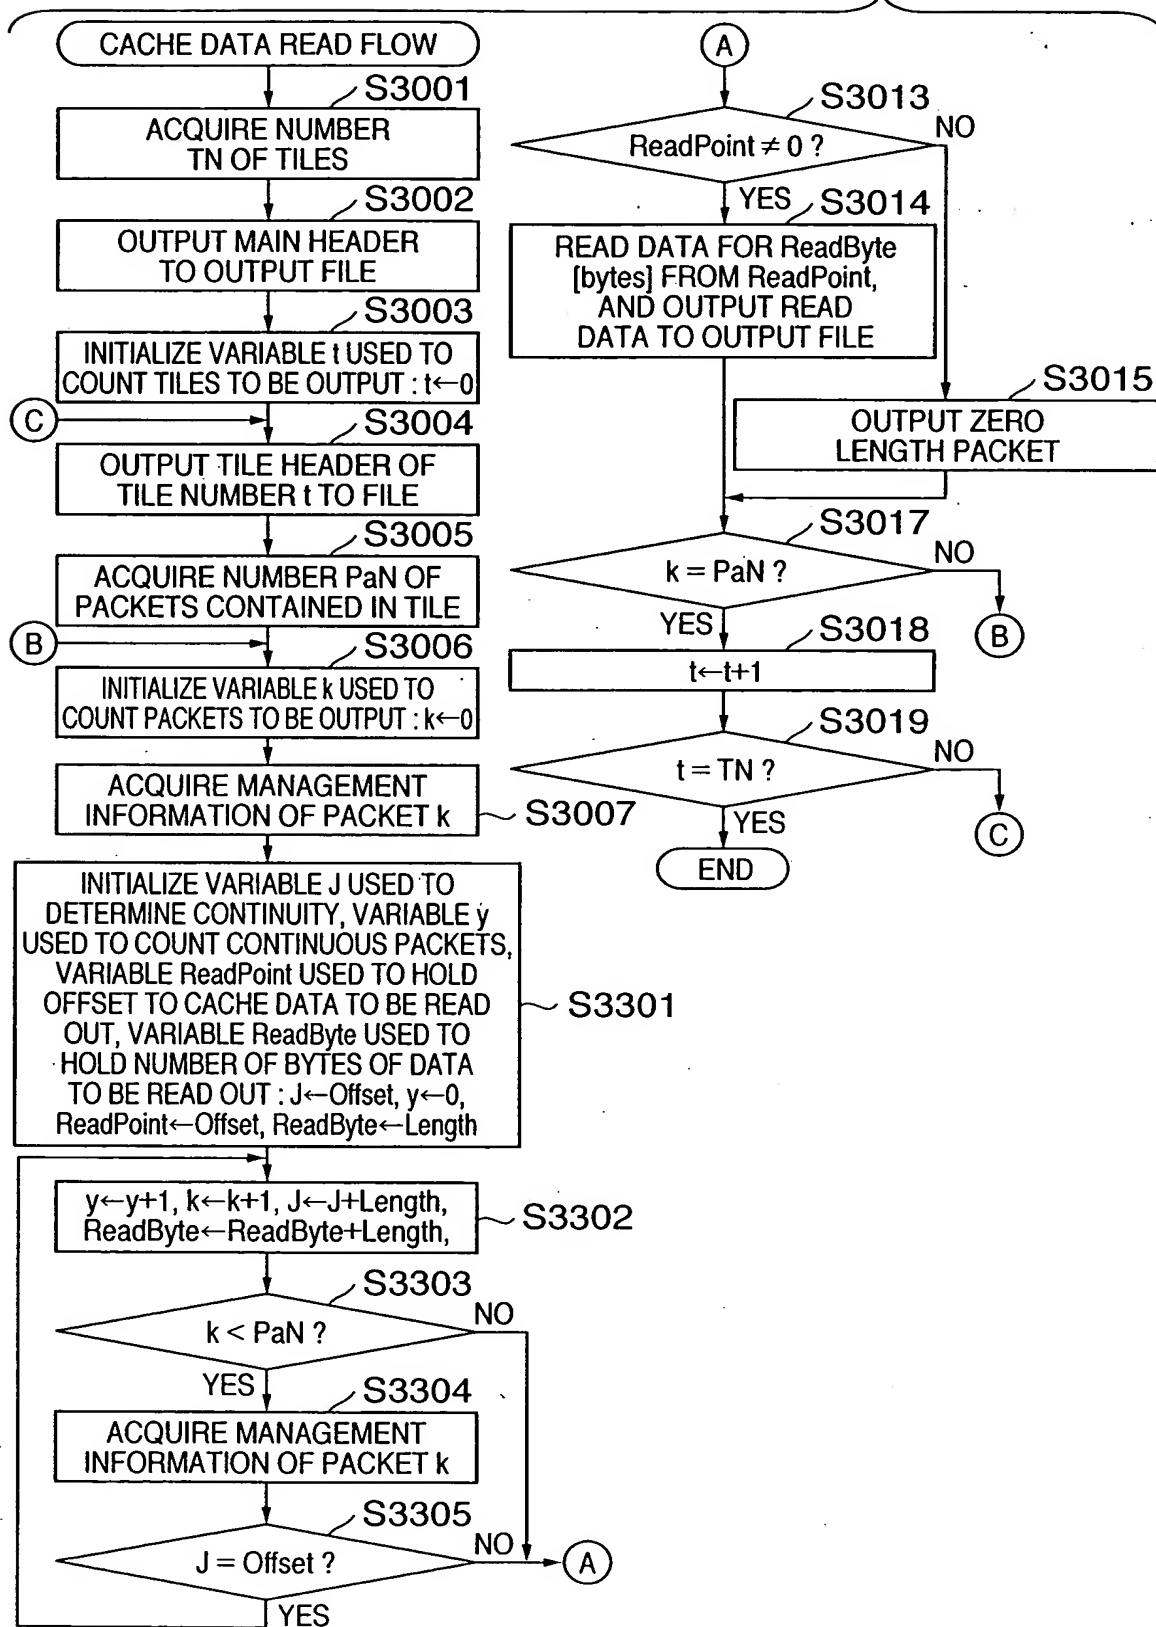 CACHE DATA READ FLOW
S3001
ACQUIRE NUMBER
TN OF TILES
S3002
OUTPUT MAIN HEADER
TO OUTPUT FILE
S3003
INITIALIZE VARIABLE t USED TO
COUNT TILES TO BE OUTPUT : t←0
C
S3004
OUTPUT TILE HEADER OF
TILE NUMBER t TO FILE
S3005
ACQUIRE NUMBER PaN OF
PACKETS CONTAINED IN TILE
B
S3006
INITIALIZE VARIABLE k USED TO
COUNT PACKETS TO BE OUTPUT : k←0
ACQUIRE MANAGEMENT
INFORMATION OF PACKET k
S3007
INITIALIZE VARIABLE J USED TO
DETERMINE CONTINUITY, VARIABLE y
USED TO COUNT CONTINUOUS PACKETS,
VARIABLE ReadPoint USED TO HOLD
OFFSET TO CACHE DATA TO BE READ
OUT, VARIABLE ReadByte USED TO
HOLD NUMBER OF BYTES OF DATA
TO BE READ OUT : J←Offset, y←0,
ReadPoint←Offset, ReadByte←Length
S3301
y←y+1, k←k+1, J←J+Length,
ReadByte←ReadByte+Length,
S3302
S3303
k < PaN ?
NO
YES
S3304
ACQUIRE MANAGEMENT
INFORMATION OF PACKET k
S3305
J = Offset ?
NO
A
YES
A
S3013
ReadPoint ≠ 0 ?
NO
YES
S3014
READ DATA FOR ReadByte
[bytes] FROM ReadPoint,
AND OUTPUT READ
DATA TO OUTPUT FILE
S3015
OUTPUT ZERO
LENGTH PACKET
S3017
k = PaN ?
NO
B
YES
S3018
t←t+1
S3019
t = TN ?
NO
C
YES
END